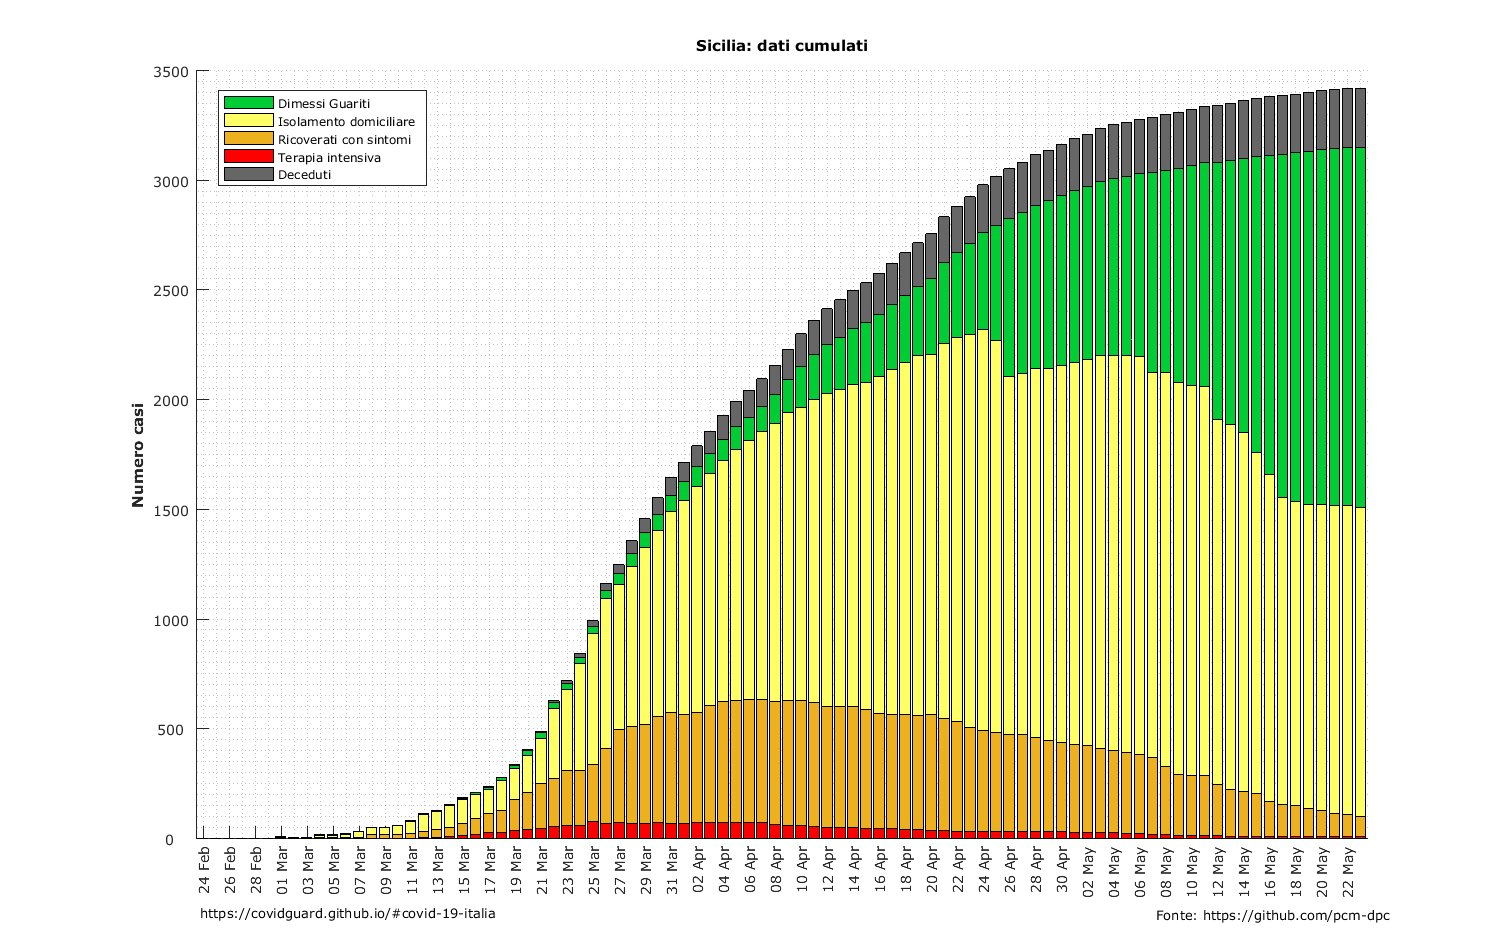 Sicilia: dati cumulati
3500
3000
2500
2000
1500
1000
500
0
Numero casi
Dimessi Guariti
Isolamento domiciliare
Ricoverati con sintomi
Terapia intensiva
Deceduti
24 Feb
26 Feb
28 Feb
01 Mar
03 Mar
05 Mar
07 Mar
09 Mar
11 Mar
13 Mar
15 Mar
17 Mar
19 Mar
21 Mar
23 Mar
25 Mar
27 Mar
29 Mar
31 Mar
02 Apr
04 Apr
06 Apr
08 Apr
10 Apr
12 Apr
14 Apr
16 Apr
18 Apr
20 Apr
22 Apr
24 Apr
26 Apr
28 Apr
30 Apr
02 May
04 May
06 May
08 May
10 May
12 May
14 May
16 May
18 May
20 May
22 May
https://covidguard.github.io/#covid-19-italia
Fonte: https://github.com/pcm-dpc